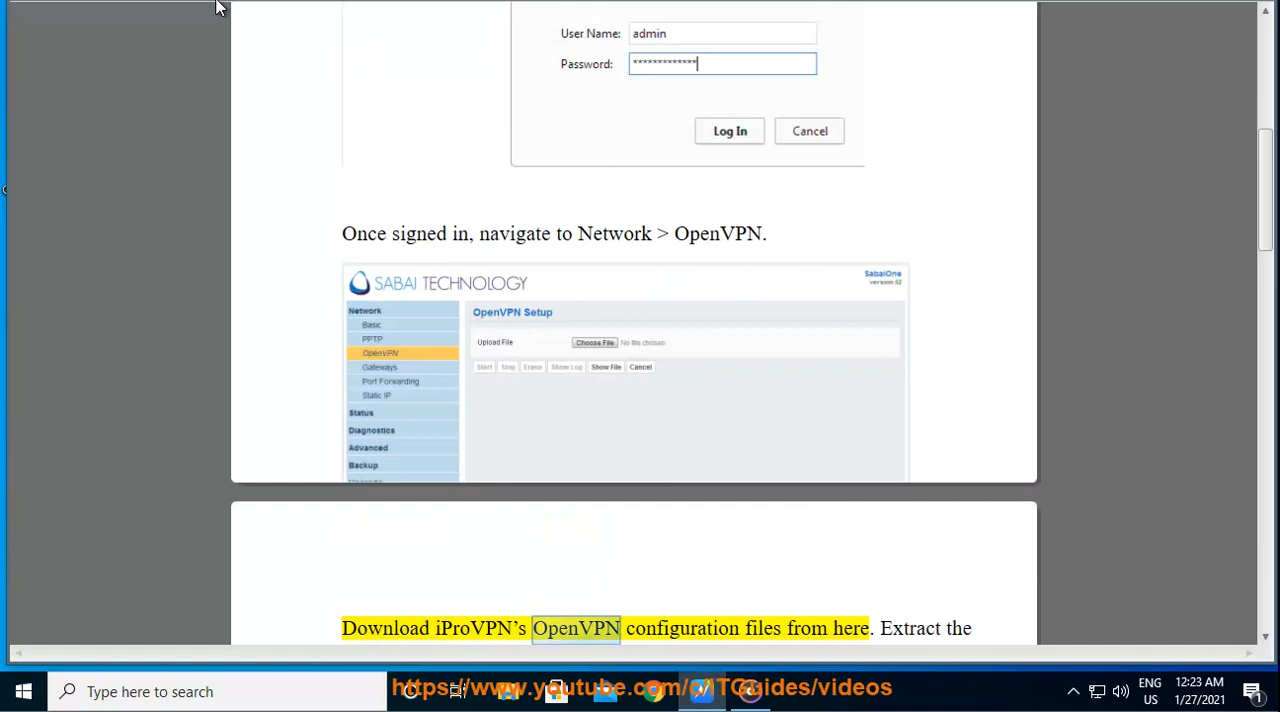 User Name: admin
Password: *************
Log In Cancel
Once signed in, navigate to Network > OpenVPN.
SABAI TECHNOLOGY
SabaiOne
version 52
Network
Basic
PPTP
OpenVPN
Gateways
Port Forwarding
Static IP
Status
Diagnostics
Advanced
Backup
OpenVPN Setup
Upload File Choose File No file chosen
Start Stop Erase Show Log Show File Cancel
Download iProVPN’s OpenVPN configuration files from here. Extract the
Type here to search
https://www.youtube.com/c/ITGuides/videos
ENG
US
12:23 AM
1/27/2021
1